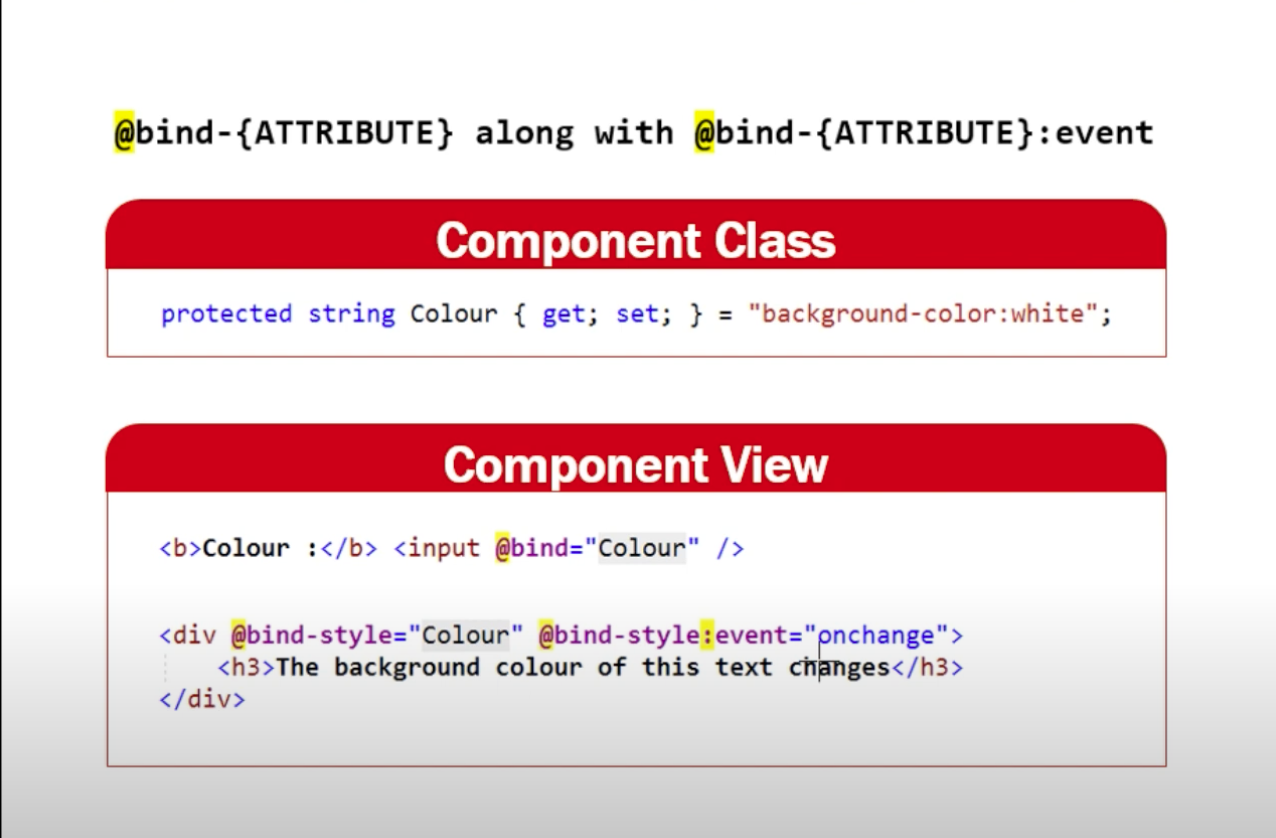 @bind-{ATTRIBUTE} along with @bind-{ATTRIBUTE}:event
Component Class
protected string Colour { get; set; } = "background-color:white";
Component View
<b>Colour :</b> <input @bind="Colour" />
<div @bind-style="Colour" @bind-style:event="onchange">
<h3>The background colour of this text changes</h3>
</div>